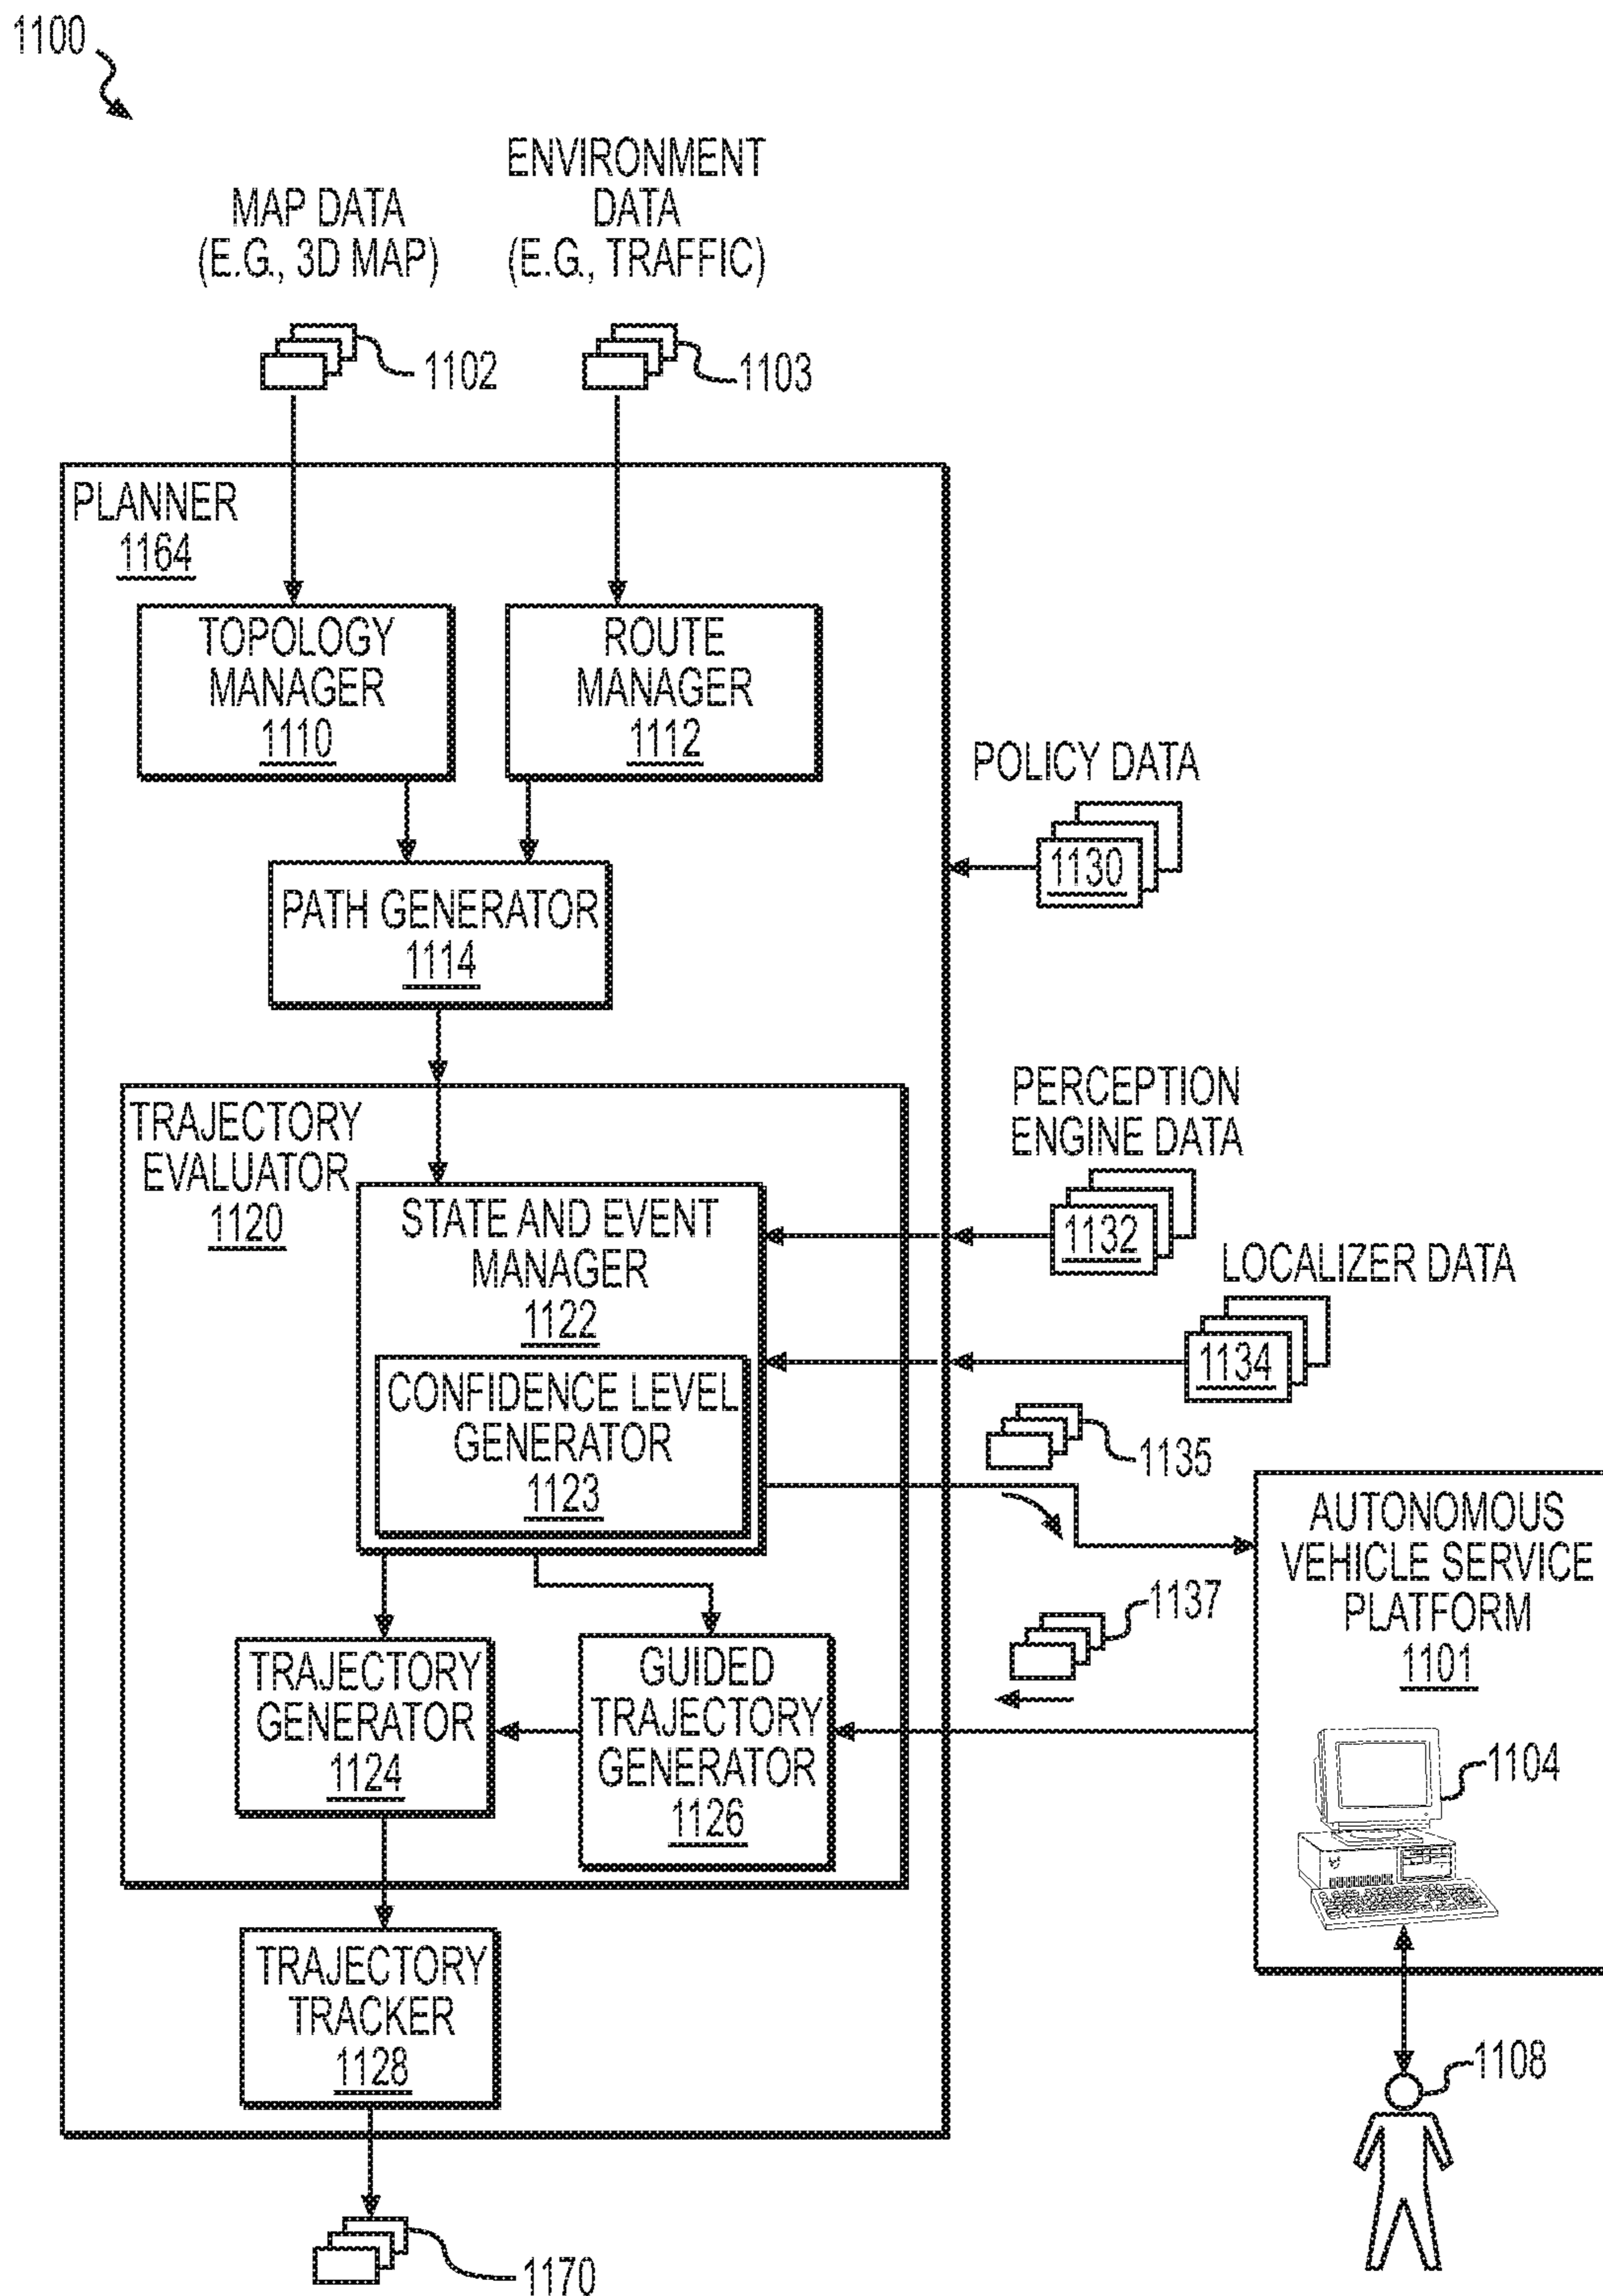 1100
MAP DATA
(E.G., 3D MAP)
ENVIRONMENT
DATA
(E.G., TRAFFIC)
1102
1103
PLANNER
1164
TOPOLOGY
MANAGER
1110
ROUTE
MANAGER
1112
POLICY DATA
1130
PATH GENERATOR
1114
TRAJECTORY
EVALUATOR
1120
STATE AND EVENT
MANAGER
1122
PERCEPTION
ENGINE DATA
1132
LOCALIZER DATA
1134
CONFIDENCE LEVEL
GENERATOR
1123
1135
AUTONOMOUS
VEHICLE SERVICE
PLATFORM
1101
1137
TRAJECTORY
GENERATOR
1124
GUIDED
TRAJECTORY
GENERATOR
1126
1104
TRAJECTORY
TRACKER
1128
1108
1170